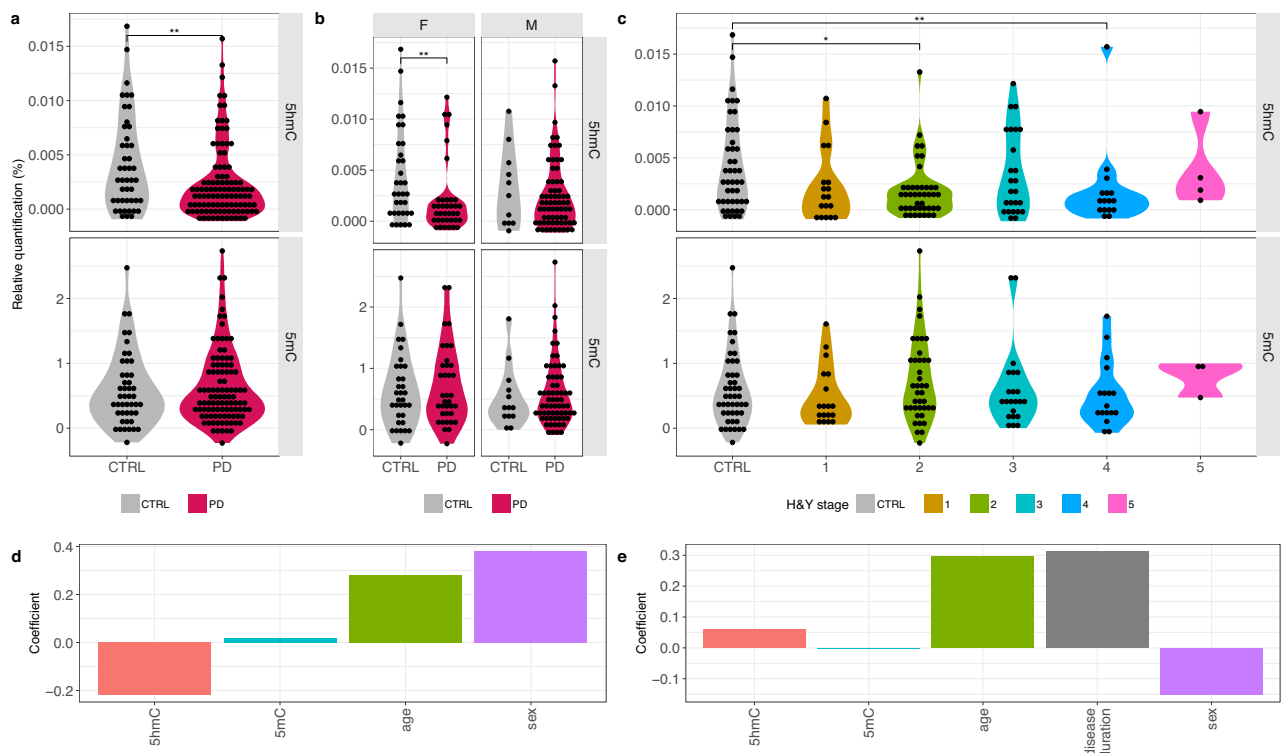 a
b
c
F
M
**
**
**
*
0.015
0.010
0.005
0.000
5hmC
0.015
0.010
0.005
0.000
5hmC
0.015
0.010
0.005
0.000
5hmC
Relative quantification (%)
2
1
0
5mC
2
1
0
5mC
2
1
0
5mC
CTRL
PD
CTRL
PD
CTRL
PD
CTRL
1
2
3
4
5
CTRL
PD
CTRL
PD
H&Y stage
CTRL
1
2
3
4
5
d
Coefficient
0.4
0.2
0.0
−0.2
5hmC
5mC
age
sex
e
Coefficient
0.3
0.2
0.1
0.0
−0.1
5hmC
5mC
age
disease
duration
sex